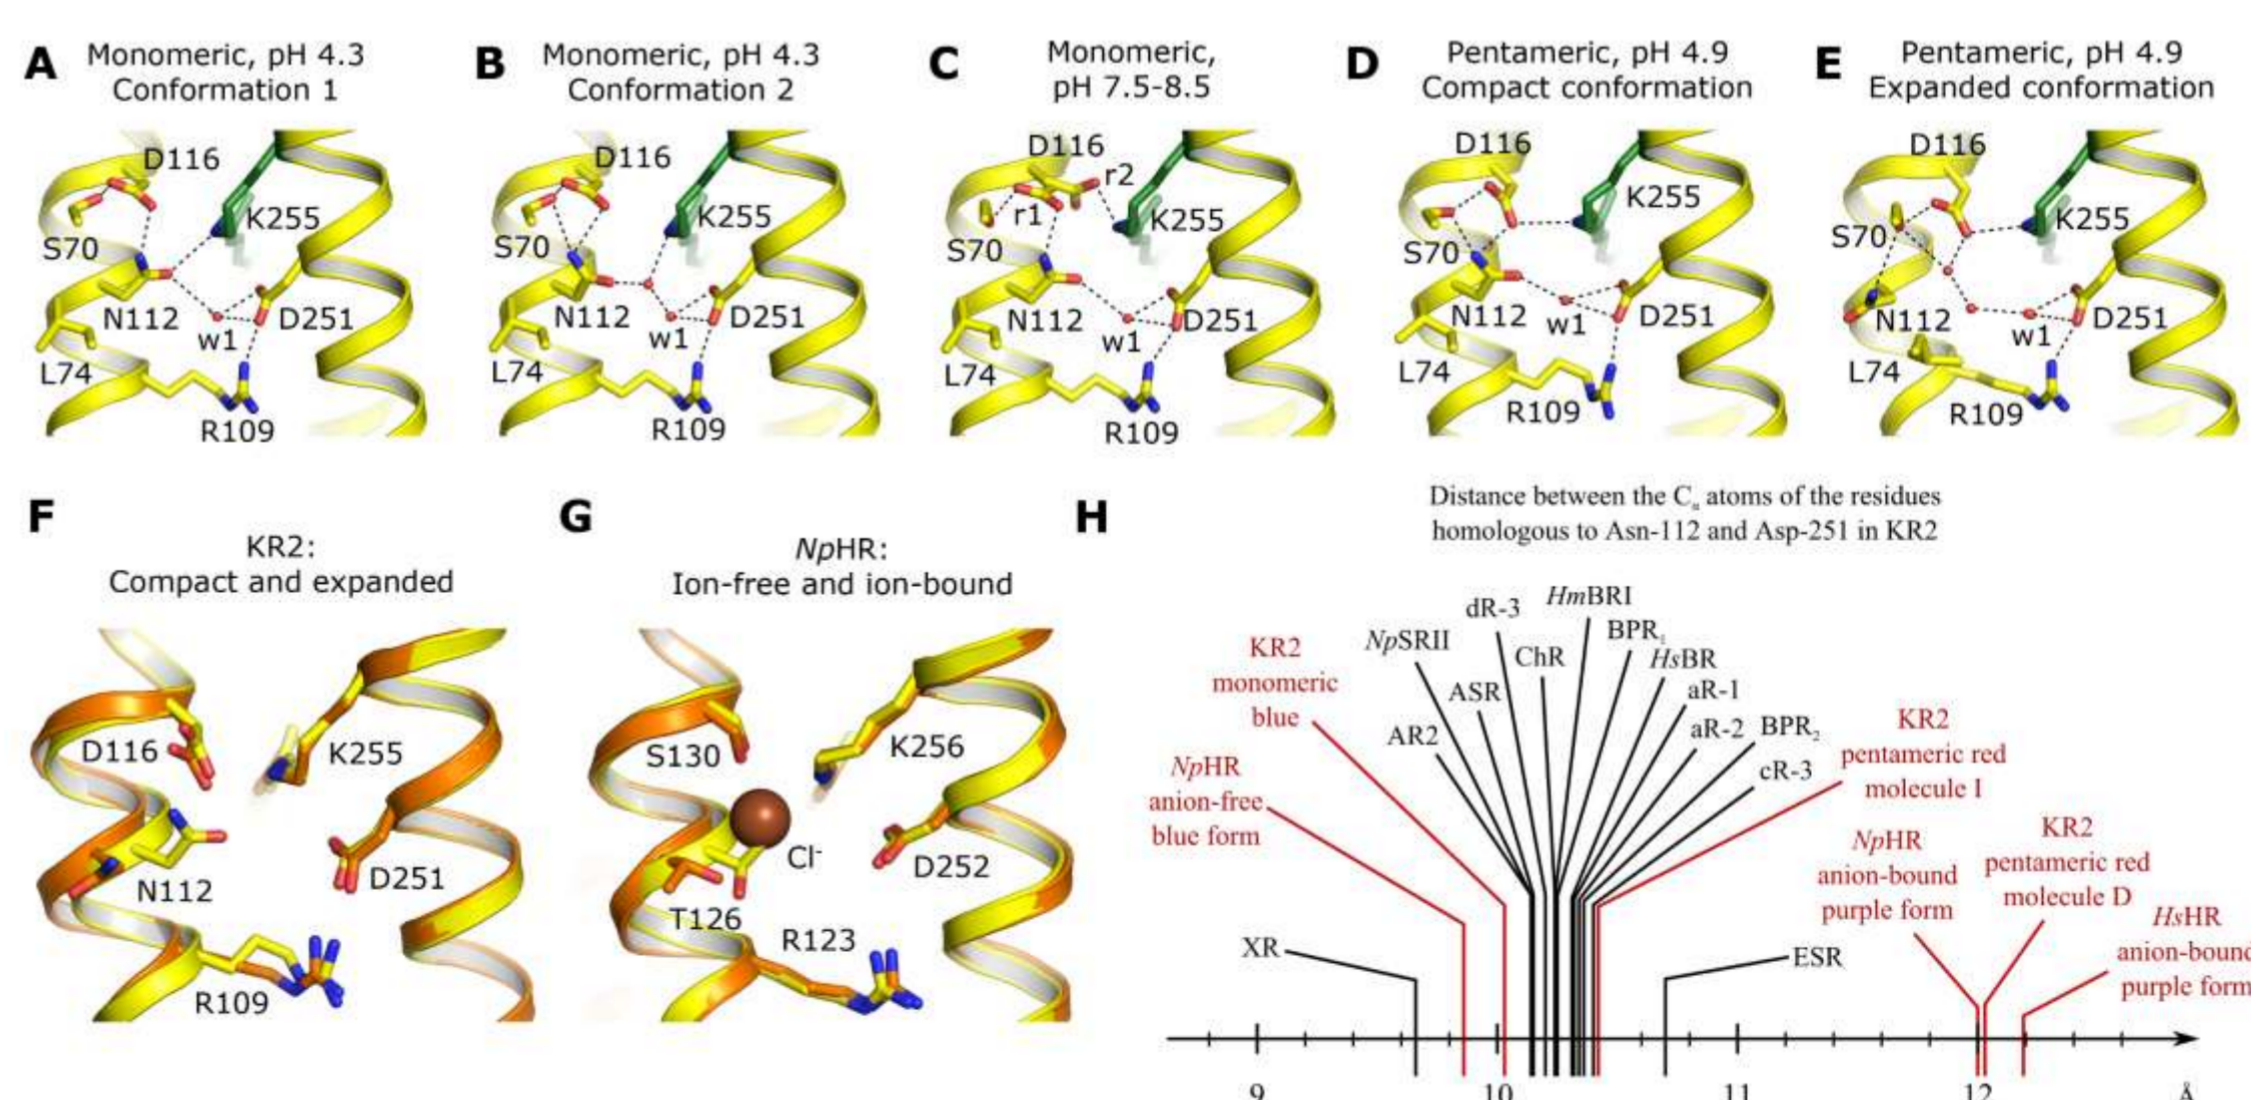 A
Monomeric, pH 4.3
Conformation 1
D116
K255
S70
N112
D251
w1
L74
R109
B
Monomeric, pH 4.3
Conformation 2
D116
K255
S70
N112
D251
w1
L74
R109
C
Monomeric,
pH 7.5-8.5
D116
r2
r1
K255
S70
N112
D251
w1
L74
R109
D
Pentameric, pH 4.9
Compact conformation
D116
K255
S70
N112
D251
w1
L74
R109
E
Pentameric, pH 4.9
Expanded conformation
D116
K255
S70
N112
D251
w1
L74
R109
F
KR2:
Compact and expanded
D116
K255
N112
D251
R109
G
NpHR:
Ion-free and ion-bound
S130
K256
Cl⁻
D252
T126
R123
H
Distance between the Cα atoms of the residues
homologous to Asn-112 and Asp-251 in KR2
XR
NpHR
anion-free
blue form
KR2
monomeric
blue
AR2
NpSRII
ASR
dR-3
ChR
HmBRI
BPR₁
HsBR
aR-1
aR-2
BPR₂
cR-3
KR2
pentameric red
molecule I
ESR
NpHR
anion-bound
purple form
KR2
pentameric red
molecule D
HsHR
anion-bound
purple form
9
10
11
12
Å